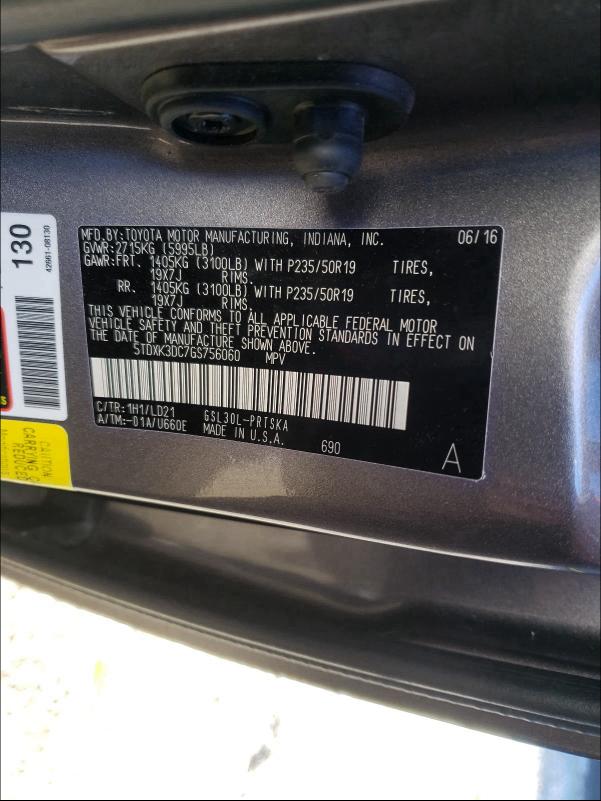 MFD.BY:TOYOTA MOTOR MANUFACTURING, INDIANA, INC. 06/16
GVWR:2715KG (5995LB)
GAWR:FRT. 1405KG (3100LB) WITH P235/50R19 TIRES,
19X7J RIMS.
RR. 1405KG (3100LB) WITH P235/50R19 TIRES,
19X7J RIMS.
THIS VEHICLE CONFORMS TO ALL APPLICABLE FEDERAL MOTOR
VEHICLE SAFETY AND THEFT PREVENTION STANDARDS IN EFFECT ON
THE DATE OF MANUFACTURE SHOWN ABOVE.
5TDXK3DC7GS756060 MPV
C/TR:1H1/LD21 GSL30L-PRTSKA
A/TM:-01A/U660E MADE IN U.S.A. 690
A
130
42661-08130
CAUTION
CARRYING
REDUCED